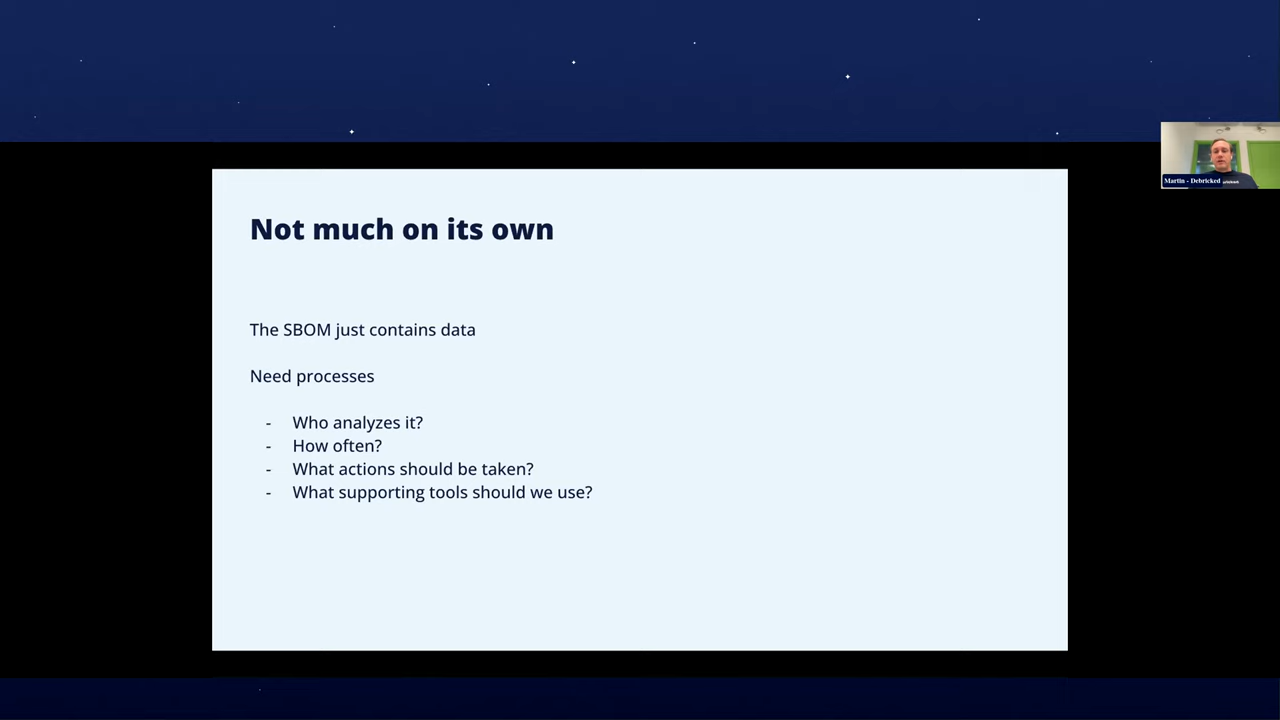 Not much on its own
Martin - Debricked
The SBOM just contains data
Need processes
- Who analyzes it?
- How often?
- What actions should be taken?
- What supporting tools should we use?